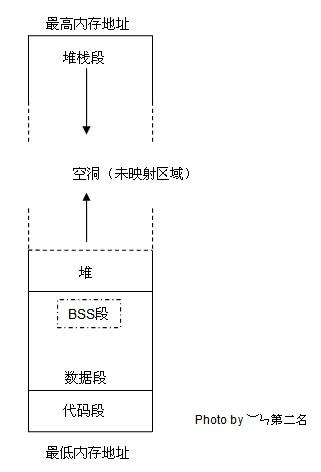 最高内存地址
堆栈段
空洞（未映射区域）
堆
BSS段
数据段
代码段
Photo by 第二名
最低内存地址